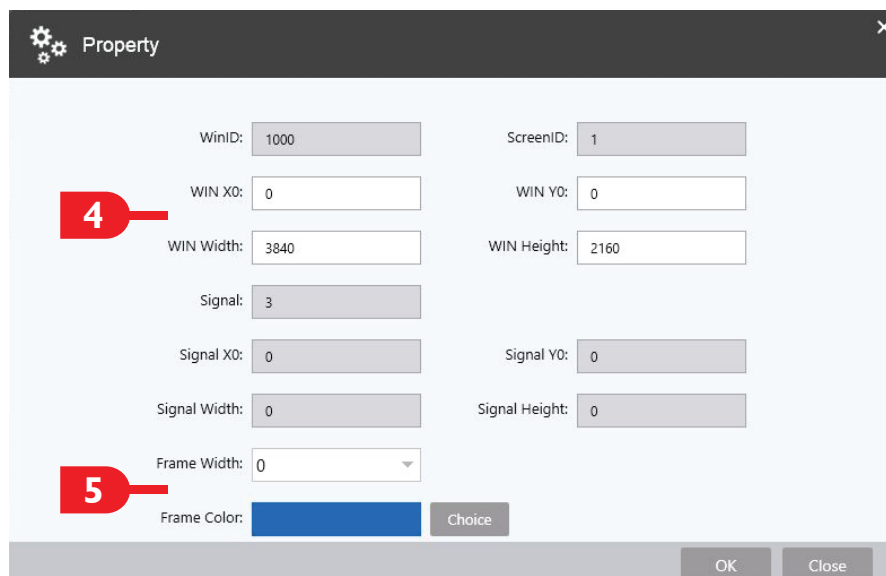 Property
WinID: 1000 ScreenID: 1
4
WIN X0: 0 WIN Y0: 0
WIN Width: 3840 WIN Height: 2160
Signal: 3
Signal X0: 0 Signal Y0: 0
Signal Width: 0 Signal Height: 0
Frame Width: 0
5
Frame Color: Choice
OK Close